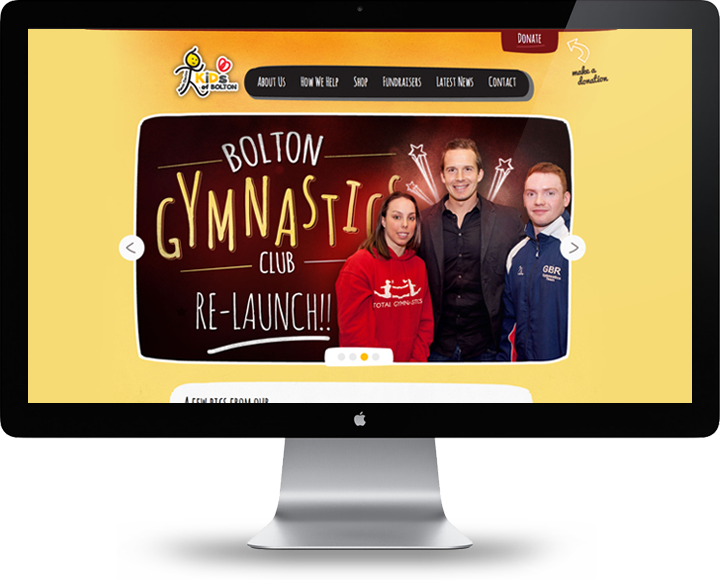 DONATE
make a
donation
KiDs
of BOLTON
ABOUT US HOW WE HELP SHOP FUNDRAISERS LATEST NEWS CONTACT
BOLTON
GYMNASTICS
CLUB
RE-LAUNCH!!
TOTAL GYMNASTICS
GBR
A FEW PICS FROM OUR